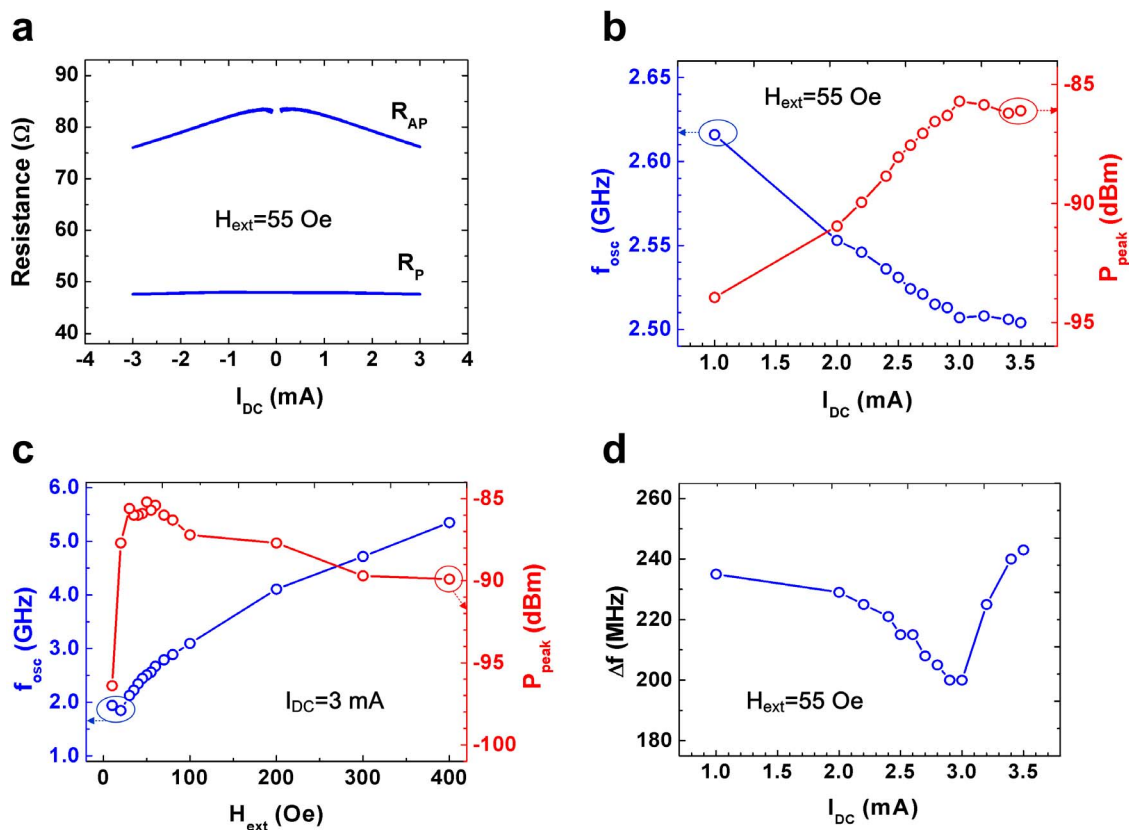 a
90
80
70
60
50
40
Resistance (Ω)
R_AP
H_ext=55 Oe
R_P
-4 -3 -2 -1 0 1 2 3 4
I_DC (mA)
b
2.65
2.60
2.55
2.50
f_osc (GHz)
H_ext=55 Oe
-85
-90
-95
P_peak (dBm)
1.0 2.0 2.5 3.0 3.5
I_DC (mA)
c
6.0
5.0
4.0
3.0
2.0
1.0
f_osc (GHz)
I_DC=3 mA
-85
-90
-95
-100
P_peak (dBm)
0 100 200 300 400
H_ext (Oe)
d
260
240
220
200
180
Δf (MHz)
H_ext=55 Oe
1.0 2.0 2.5 3.0 3.5
I_DC (mA)